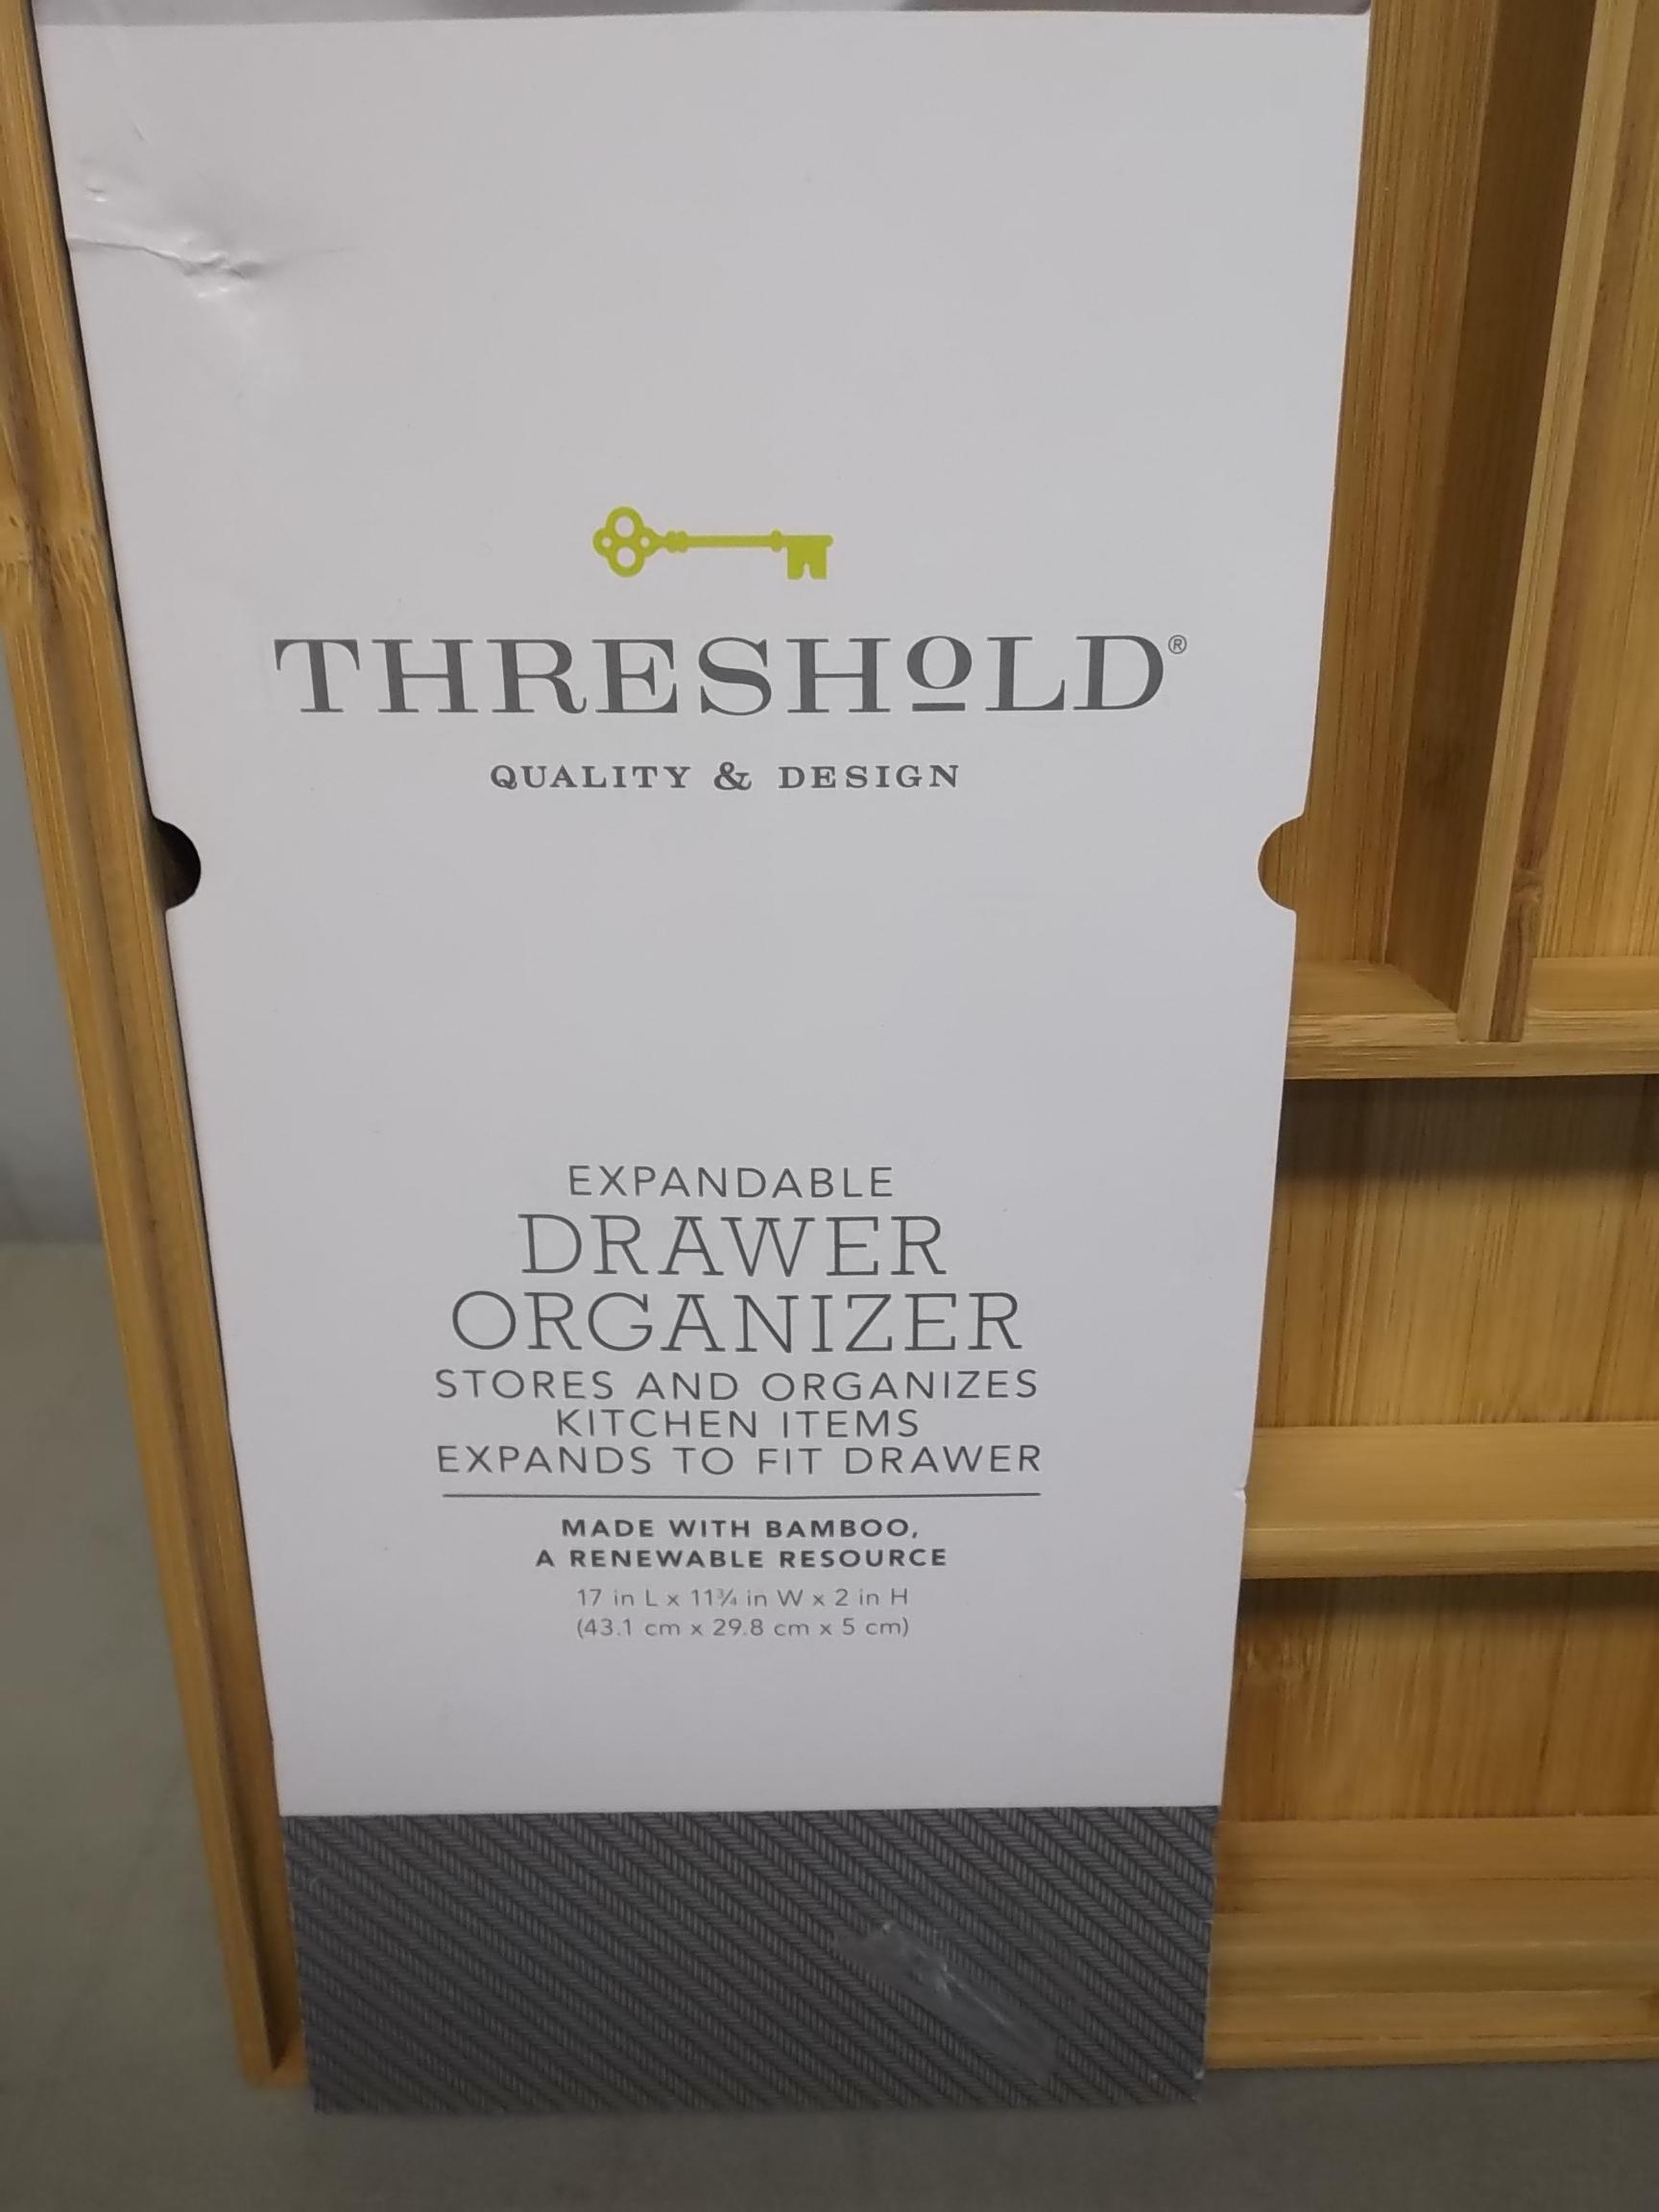 THRESHOLD®
QUALITY & DESIGN
EXPANDABLE
DRAWER
ORGANIZER
STORES AND ORGANIZES
KITCHEN ITEMS
EXPANDS TO FIT DRAWER
MADE WITH BAMBOO,
A RENEWABLE RESOURCE
17 in L x 11¾ in W x 2 in H
(43.1 cm x 29.8 cm x 5 cm)